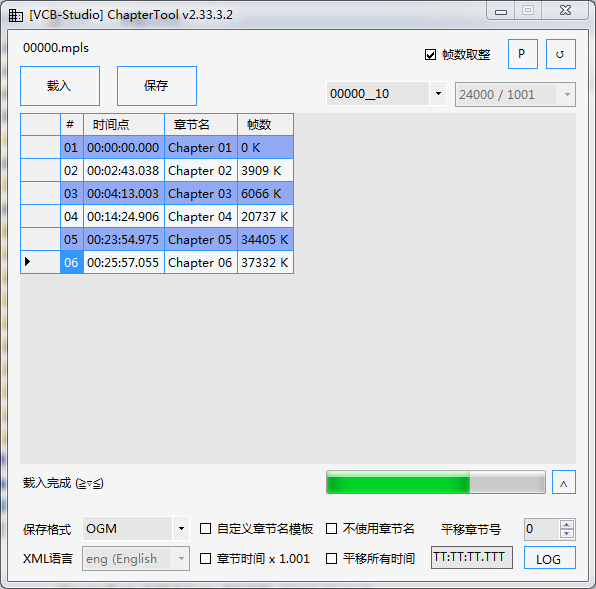 [VCB-Studio] ChapterTool v2.33.3.2
00000.mpls
帧数取整
P
↺
载入
保存
00000__10
24000 / 1001
# 时间点 章节名 帧数
01 00:00:00.000 Chapter 01 0 K
02 00:02:43.038 Chapter 02 3909 K
03 00:04:13.003 Chapter 03 6066 K
04 00:14:24.906 Chapter 04 20737 K
05 00:23:54.975 Chapter 05 34405 K
06 00:25:57.055 Chapter 06 37332 K
载入完成 (≧▽≦)
保存格式 OGM 自定义章节名模板 不使用章节名 平移章节号 0
XML语言 eng (English 章节时间 x 1.001 平移所有时间 TT:TT:TT.TTT LOG